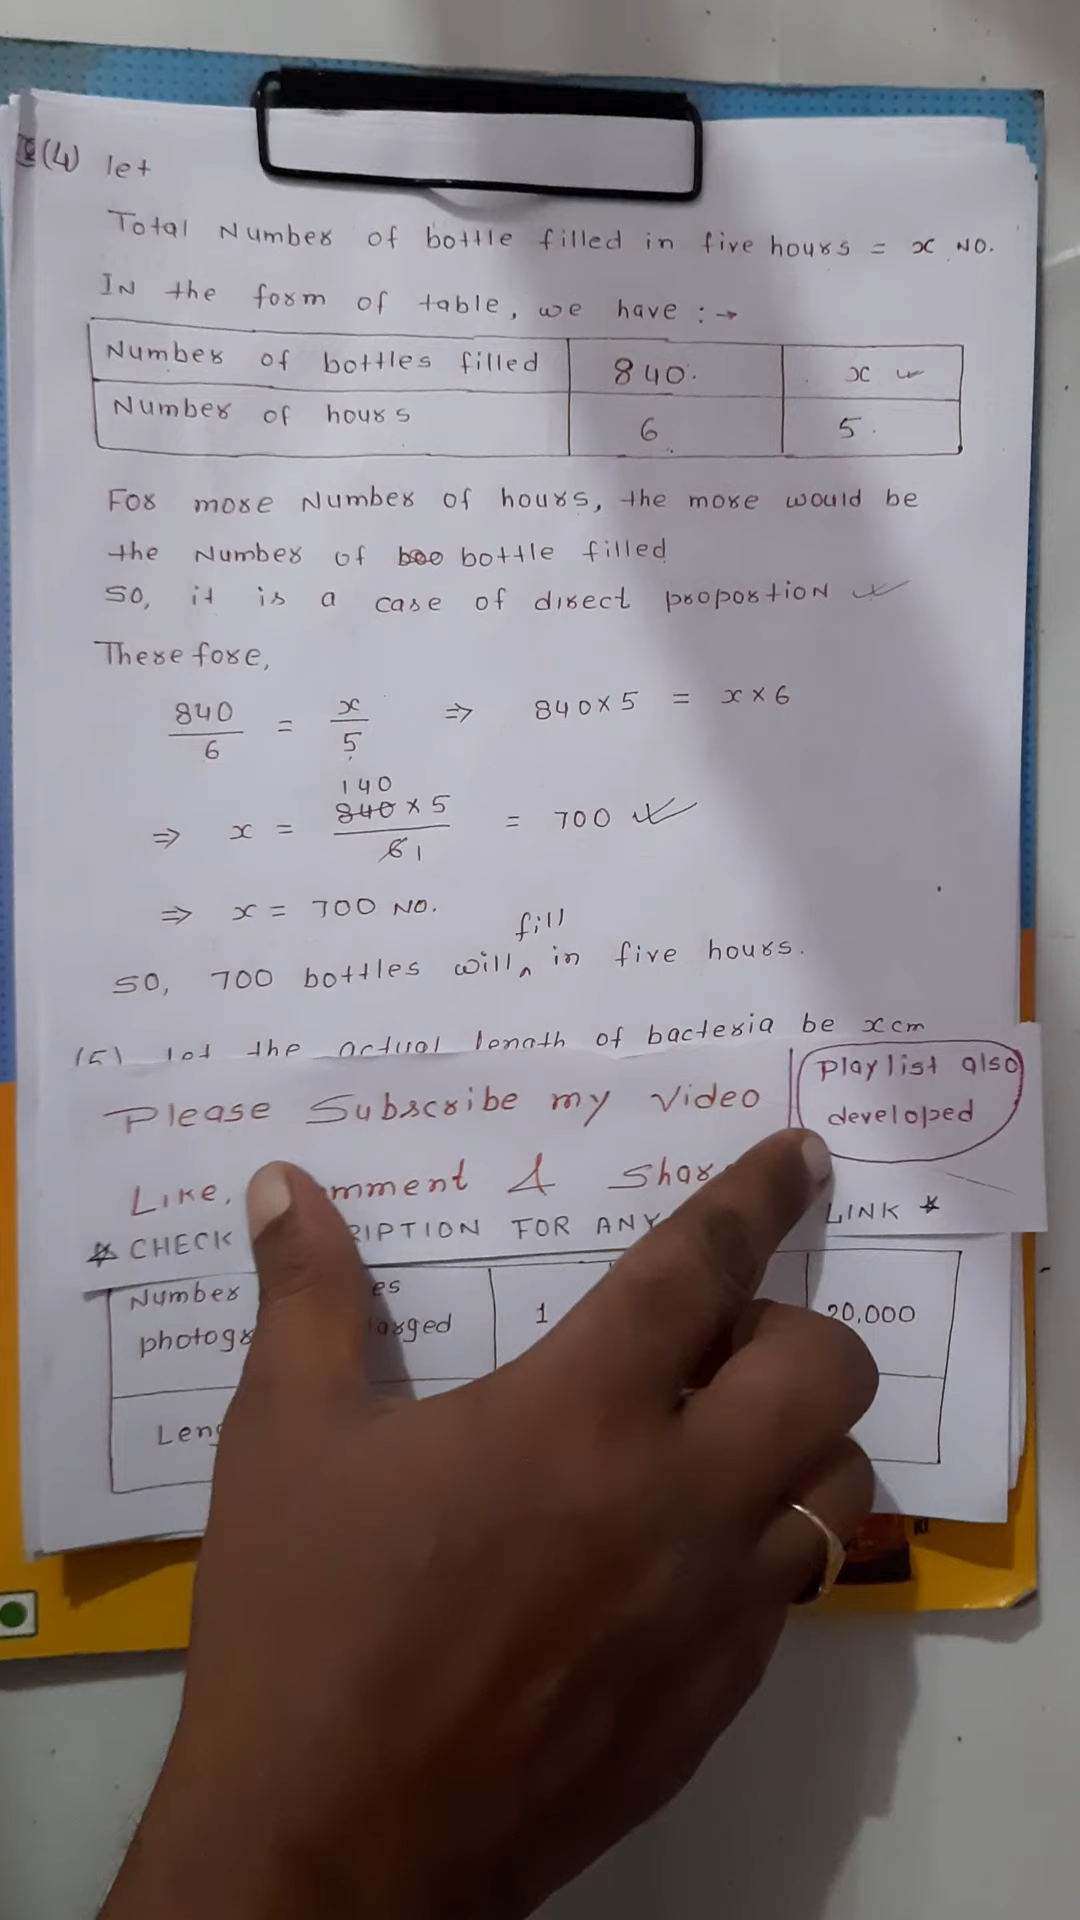 (4) let
Total Number of bottle filled in five hours = x No.
IN the form of table, we have :→
Number of bottles filled 840. x
Number of hours 6 5.
For more Number of hours, the more would be
the Number of boo bottle filled
so, it is a case of direct proportion
Therefore,
840/6 = x/5 ⇒ 840×5 = x×6
140
⇒ x = 840×5/6 1 = 700
⇒ x = 700 No.
fill
so, 700 bottles will^ in five hours.
(5) let the actual length of bacteria be x cm
Please Subscribe my video
Playlist also
developed
Like, mment & Shar
* CHECK RIPTION FOR ANY LINK *
Number es
photogr larged 1 20,000
Leng